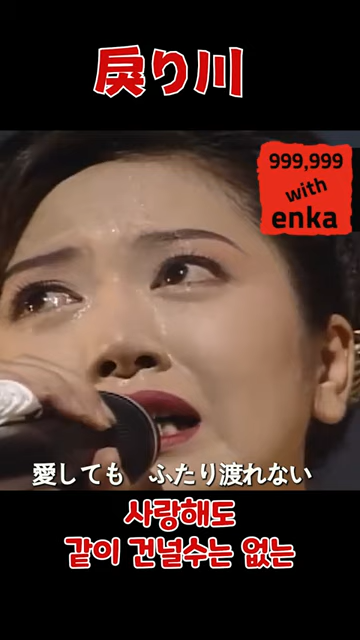 戻り川
999,999
with
enka
愛しても　ふたり渡れない
사랑해도
같이 건널수는 없는